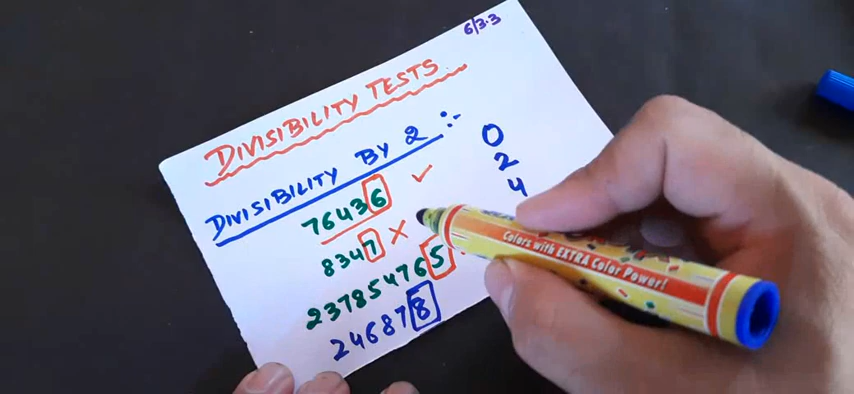 6/3.3
DIVISIBILITY TESTS
DIVISIBILITY BY 2 :-
0
2
4
76436 ✓
8347 ×
2378547665
246878
Colors with EXTRA Color Power!